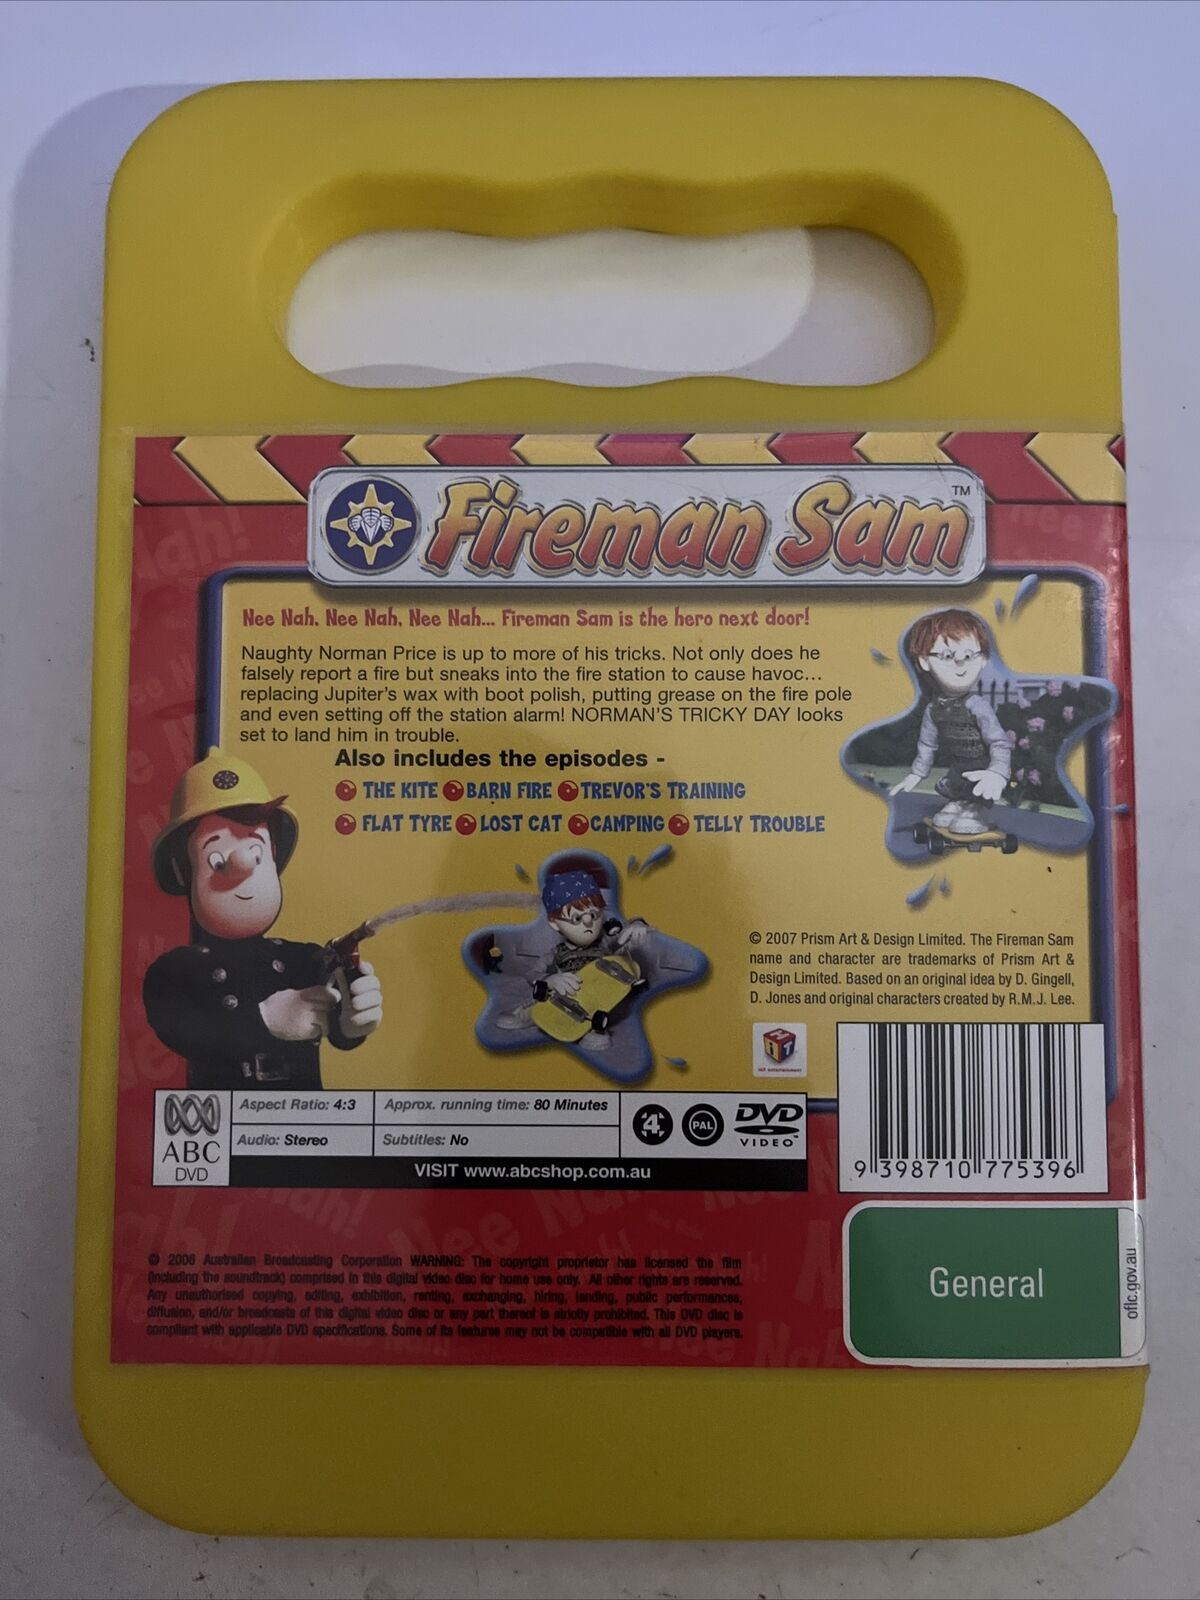 Fireman Sam™
Nee Nah, Nee Nah, Nee Nah... Fireman Sam is the hero next door!
Naughty Norman Price is up to more of his tricks. Not only does he
falsely report a fire but sneaks into the fire station to cause havoc...
replacing Jupiter's wax with boot polish, putting grease on the fire pole
and even setting off the station alarm! NORMAN'S TRICKY DAY looks
set to land him in trouble.
Also includes the episodes -
THE KITE BARN FIRE TREVOR'S TRAINING
FLAT TYRE LOST CAT CAMPING TELLY TROUBLE
© 2007 Prism Art & Design Limited. The Fireman Sam
name and character are trademarks of Prism Art &
Design Limited. Based on an original idea by D. Gingell,
D. Jones and original characters created by R.M.J. Lee.
HiT
hit entertainment
ABC
DVD
Aspect Ratio: 4:3
Approx. running time: 80 Minutes
Audio: Stereo
Subtitles: No
4
PAL
DVD
VIDEO™
VISIT www.abcshop.com.au
9 398710 775396
General
oflc.gov.au
© 2006 Australian Broadcasting Corporation WARNING: The copyright proprietor has licensed the film
(including the soundtrack) comprised in this digital video disc for home use only. All other rights are reserved.
Any unauthorised copying, editing, exhibition, renting, exchanging, hiring, lending, public performances,
diffusion, and/or broadcasts of this digital video disc or any part thereof is strictly prohibited. This DVD disc is
compliant with applicable DVD specifications. Some of its features may not be compatible with all DVD players.